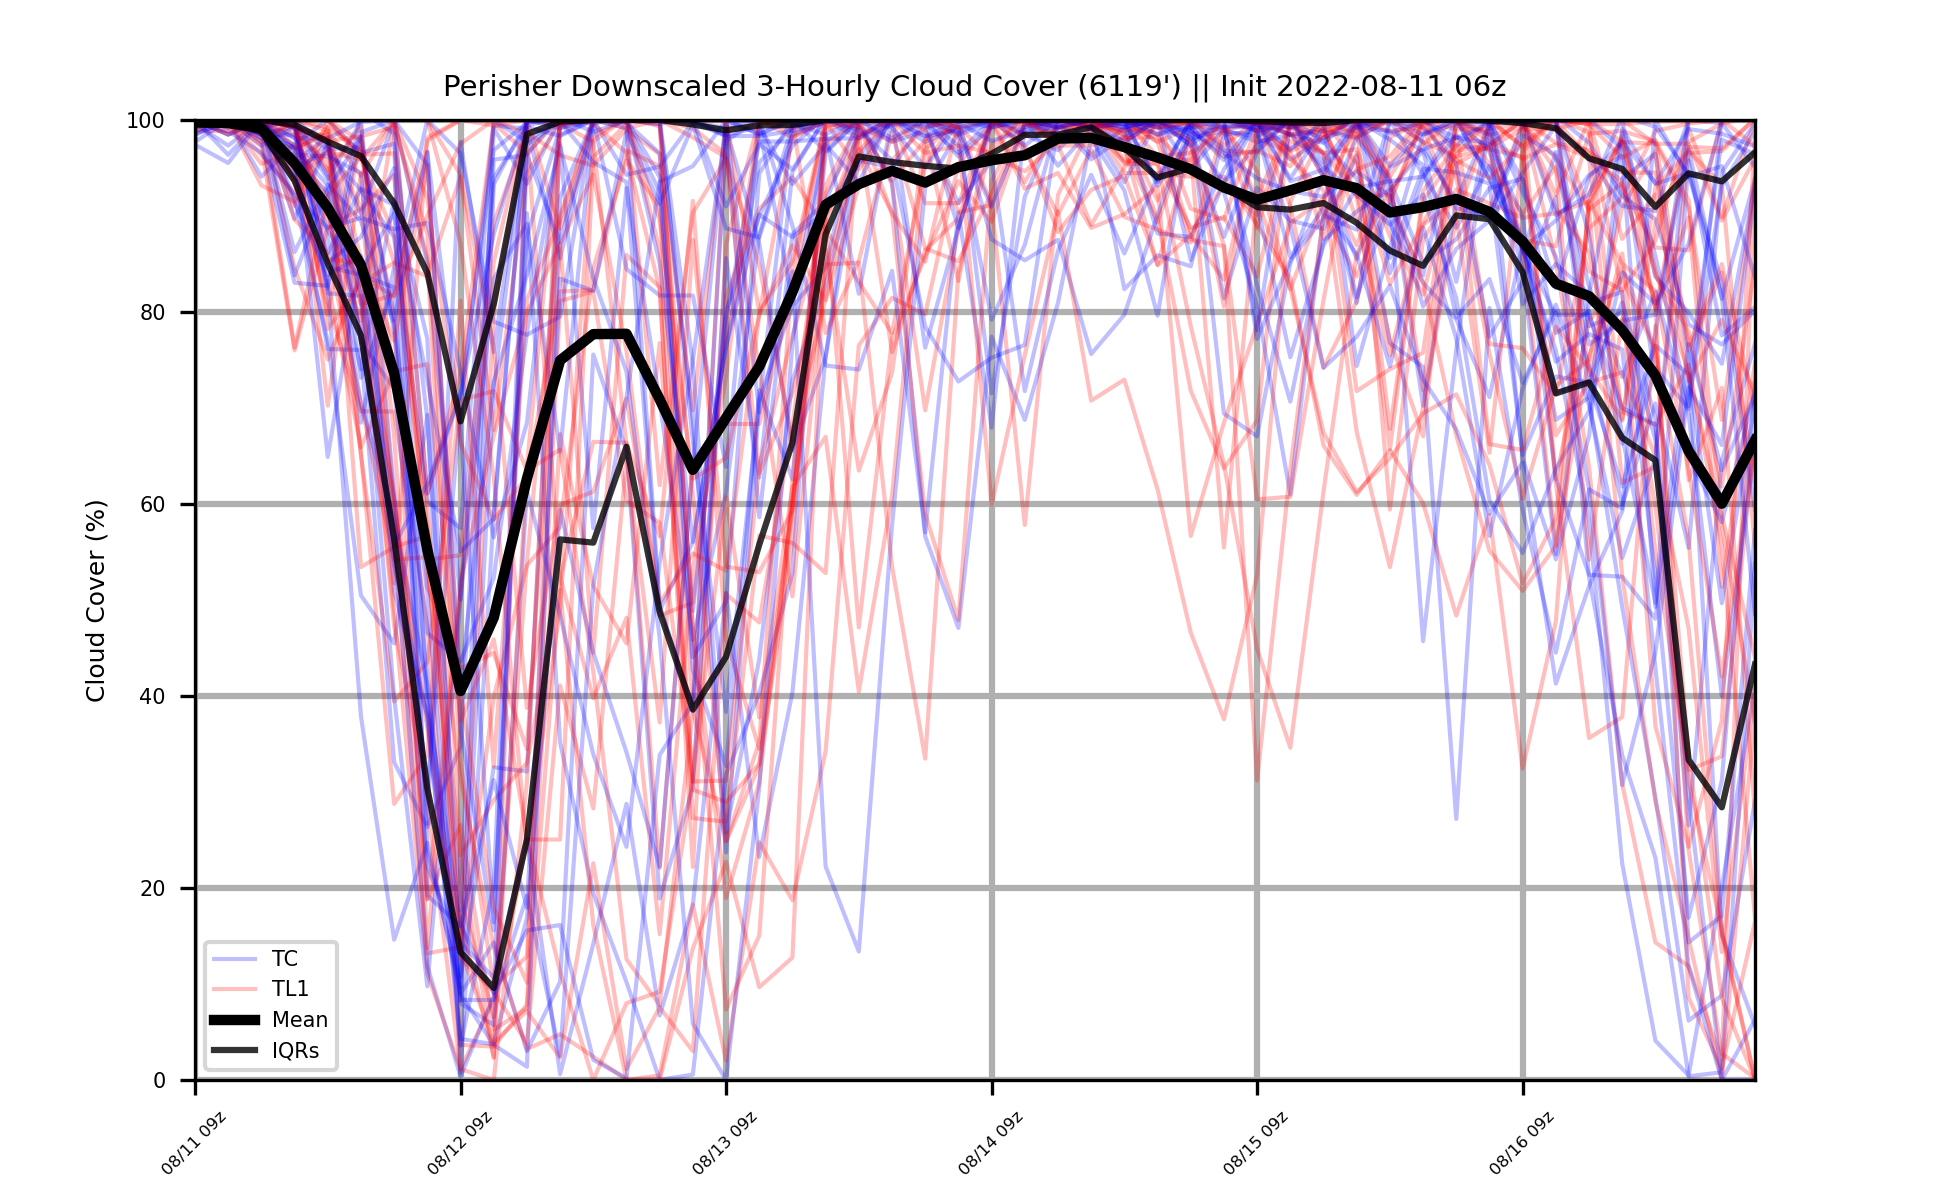 Perisher Downscaled 3-Hourly Cloud Cover (6119') || Init 2022-08-11 06z
Cloud Cover (%)
100
80
60
40
20
0
TC
TL1
Mean
IQRs
08/11 09z
08/12 09z
08/13 09z
08/14 09z
08/15 09z
08/16 09z